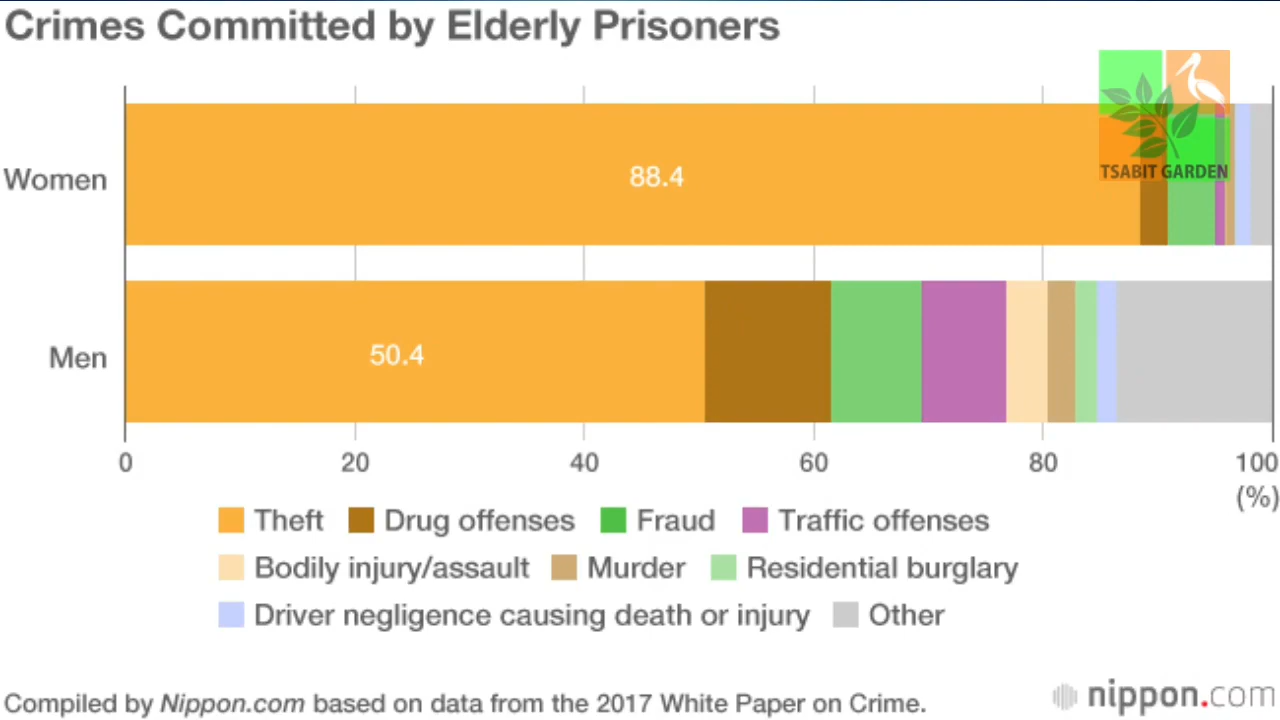 Crimes Committed by Elderly Prisoners
TSABIT GARDEN
Women
88.4
Men
50.4
0 20 40 60 80 100
(%)
Theft Drug offenses Fraud Traffic offenses
Bodily injury/assault Murder Residential burglary
Driver negligence causing death or injury Other
Compiled by Nippon.com based on data from the 2017 White Paper on Crime.
nippon.com